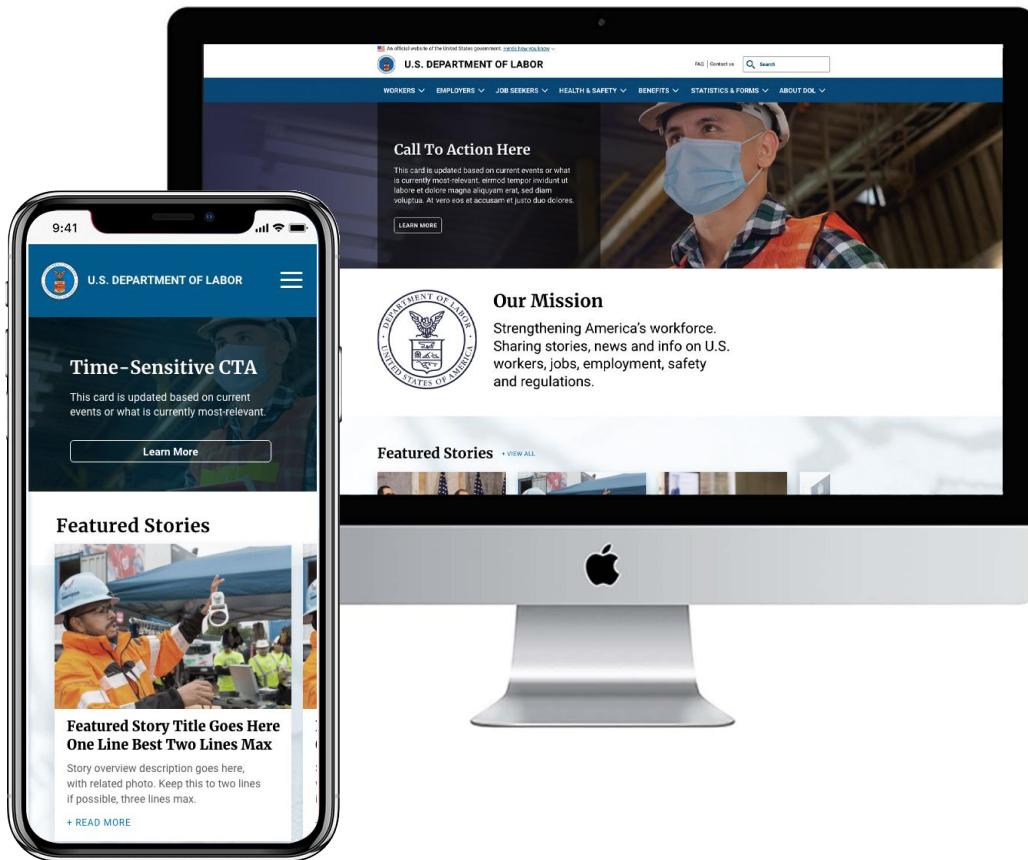 An official website of the United States government. Here's how you know
U.S. DEPARTMENT OF LABOR
FAQ | Contact us
Search
WORKERS EMPLOYERS JOB SEEKERS HEALTH & SAFETY BENEFITS STATISTICS & FORMS ABOUT DOL
Call To Action Here
This card is updated based on current events or what
is currently most-relevant. eirmod tempor invidunt ut
labore et dolore magna aliquyam erat, sed diam
voluptua. At vero eos et accusam et justo duo dolores.
LEARN MORE
DEPARTMENT OF LABOR
UNITED STATES OF AMERICA
Our Mission
Strengthening America's workforce.
Sharing stories, news and info on U.S.
workers, jobs, employment, safety
and regulations.
Featured Stories + VIEW ALL
9:41
U.S. DEPARTMENT OF LABOR
Time-Sensitive CTA
This card is updated based on current
events or what is currently most-relevant.
Learn More
Featured Stories
Featured Story Title Goes Here
One Line Best Two Lines Max
Story overview description goes here,
with related photo. Keep this to two lines
if possible, three lines max.
+ READ MORE